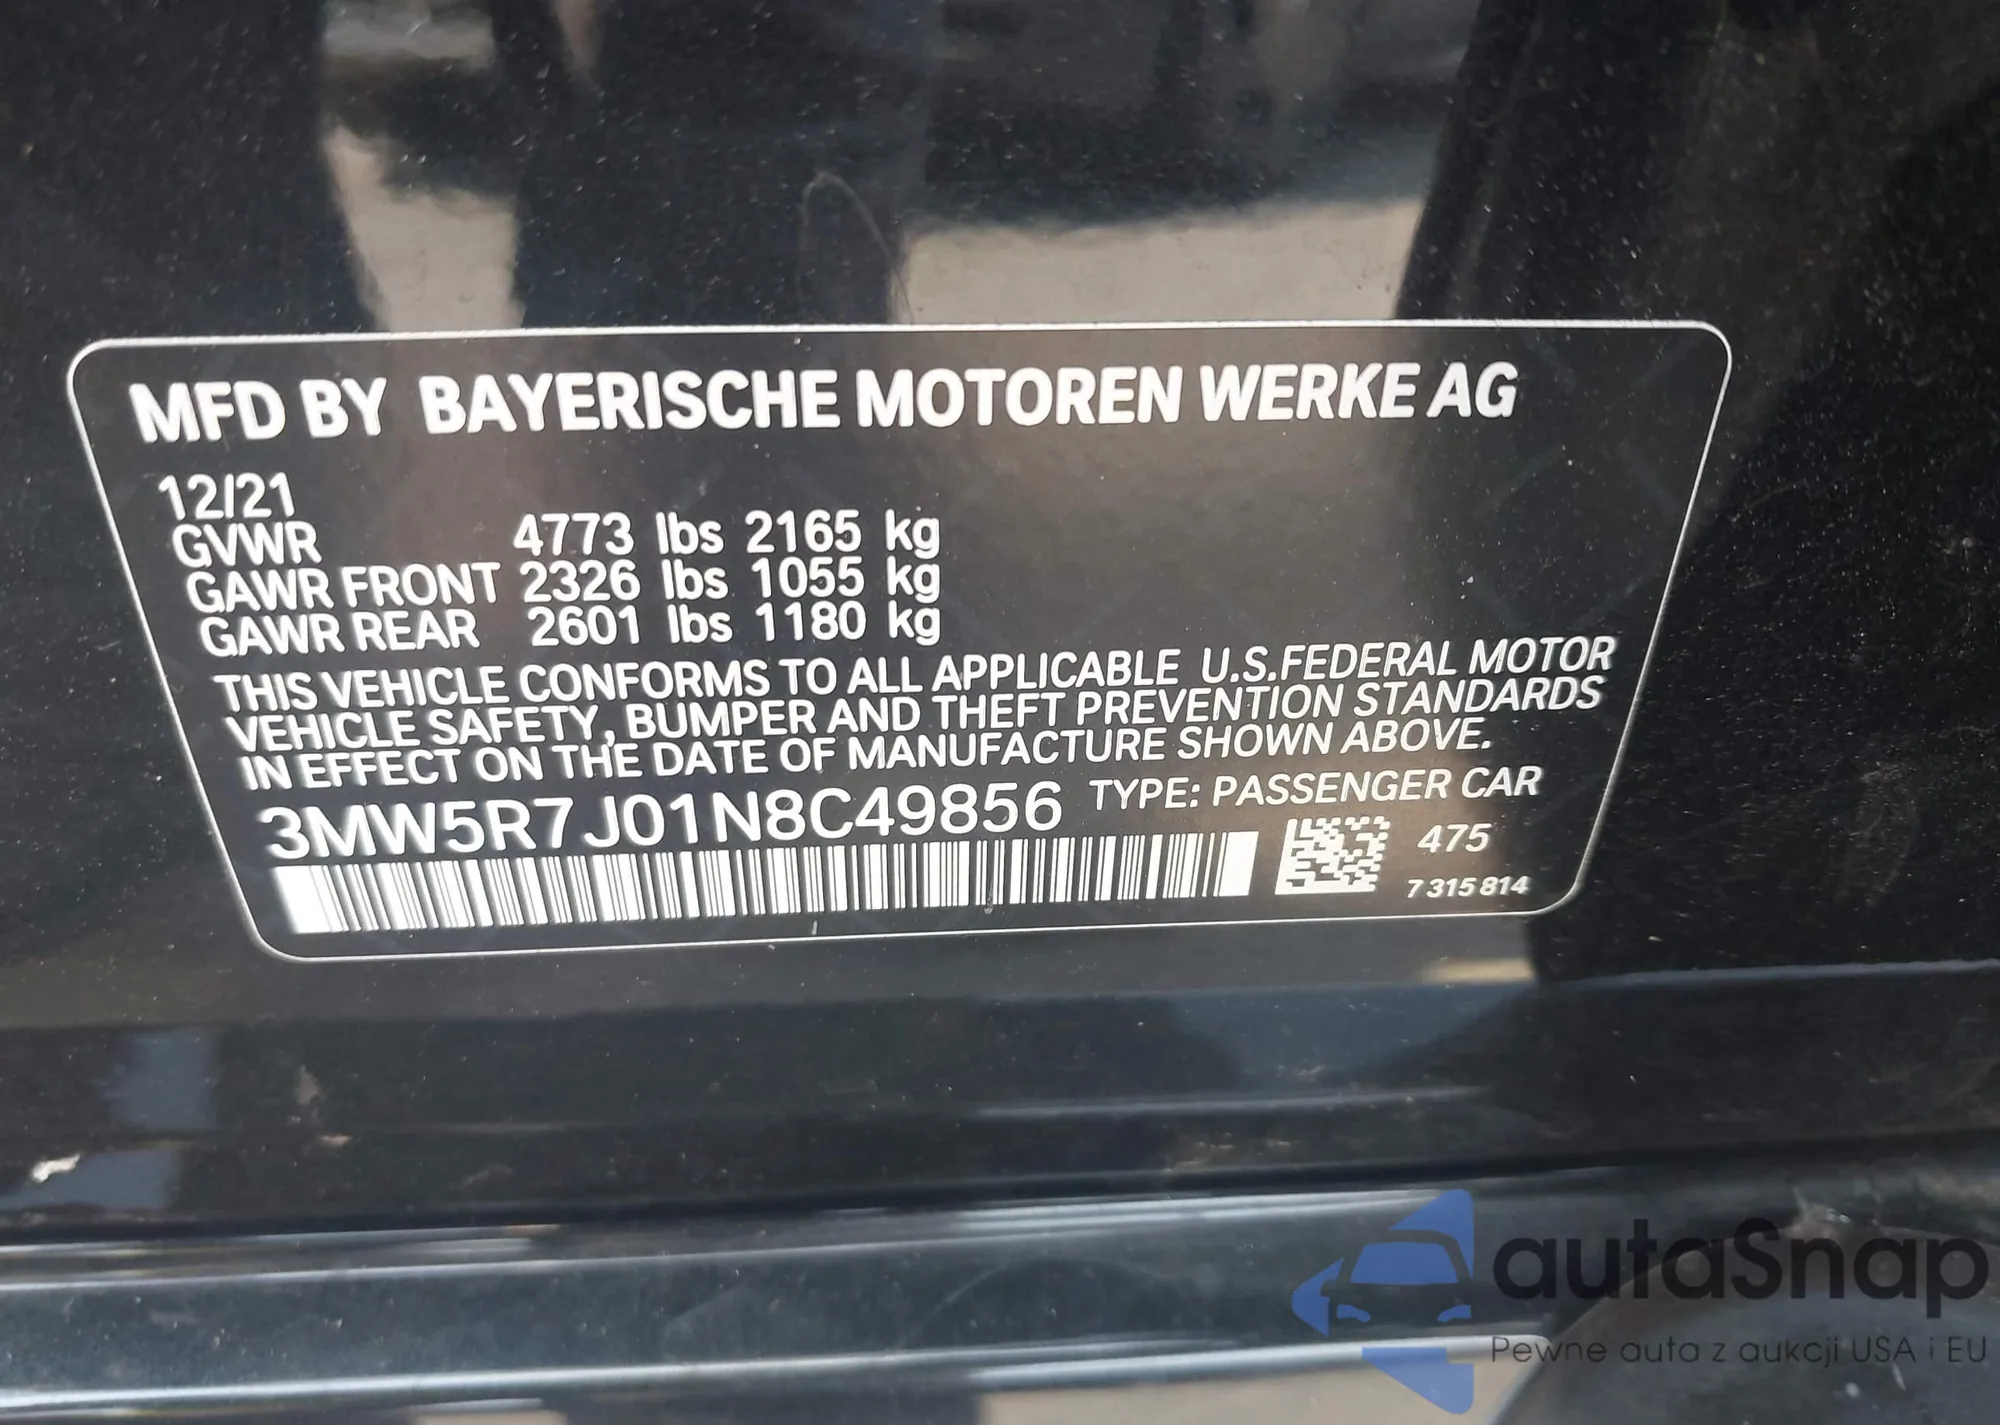 MFD BY BAYERISCHE MOTOREN WERKE AG
12/21
GVWR 4773 lbs 2165 kg
GAWR FRONT 2326 lbs 1055 kg
GAWR REAR 2601 lbs 1180 kg
THIS VEHICLE CONFORMS TO ALL APPLICABLE U.S.FEDERAL MOTOR
VEHICLE SAFETY, BUMPER AND THEFT PREVENTION STANDARDS
IN EFFECT ON THE DATE OF MANUFACTURE SHOWN ABOVE.
3MW5R7J01N8C49856 TYPE: PASSENGER CAR
475
7 315 814
autaSnap
Pewne auta z aukcji USA i EU